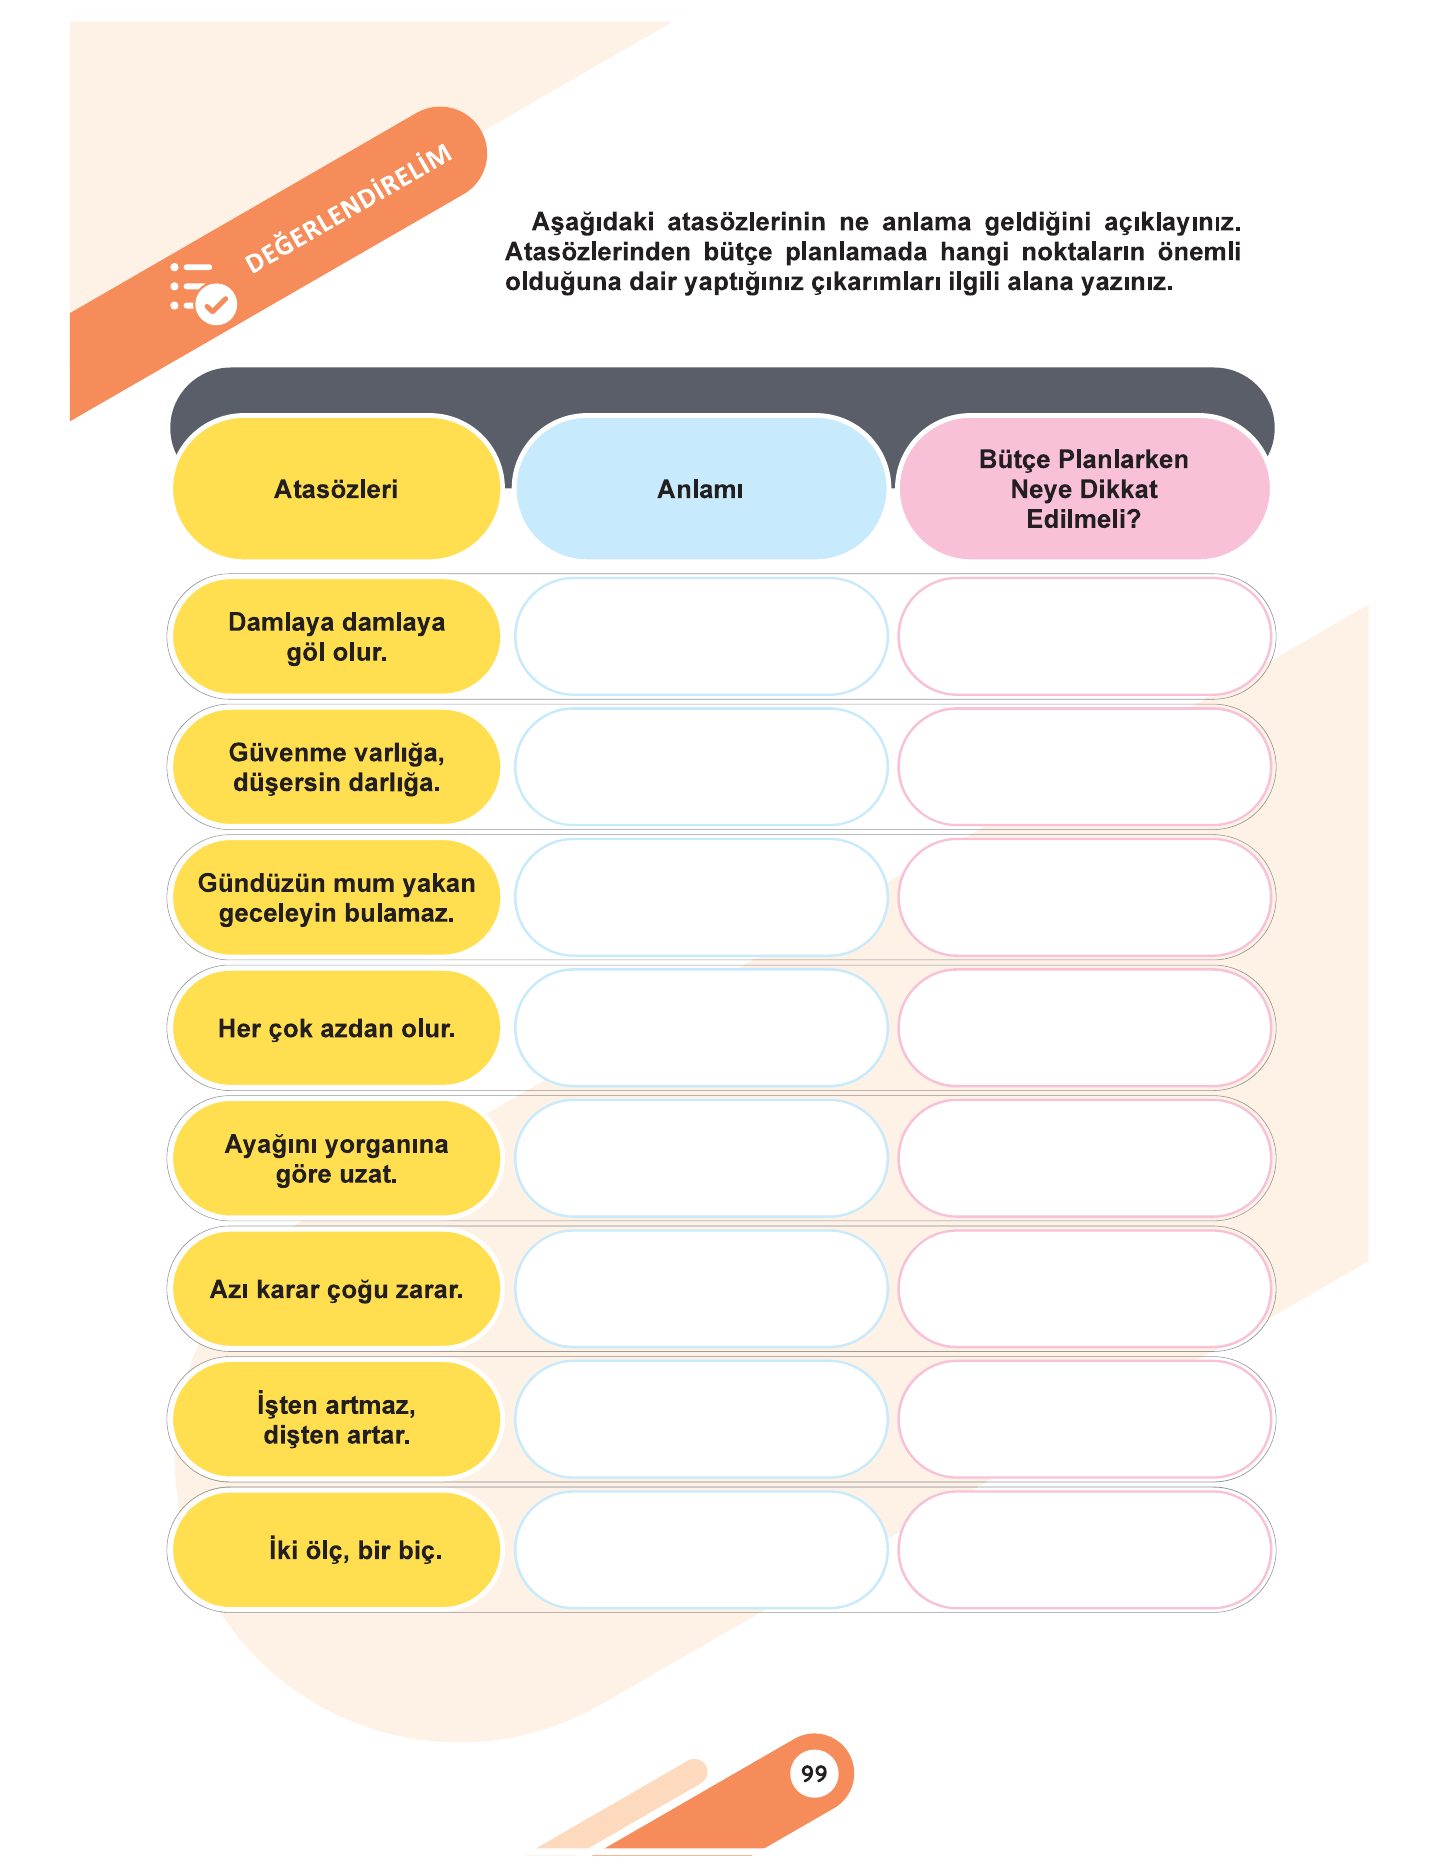 DEĞERLENDİRELİM
Aşağıdaki atasözlerinin ne anlama geldiğini açıklayınız.
Atasözlerinden bütçe planlamada hangi noktaların önemli
olduğuna dair yaptığınız çıkarımları ilgili alana yazınız.
Atasözleri
Anlamı
Bütçe Planlarken
Neye Dikkat
Edilmeli?
Damlaya damlaya
göl olur.
Güvenme varlığa,
düşersin darlığa.
Gündüzün mum yakan
geceleyin bulamaz.
Her çok azdan olur.
Ayağını yorganına
göre uzat.
Azı karar çoğu zarar.
İşten artmaz,
dişten artar.
İki ölç, bir biç.
99